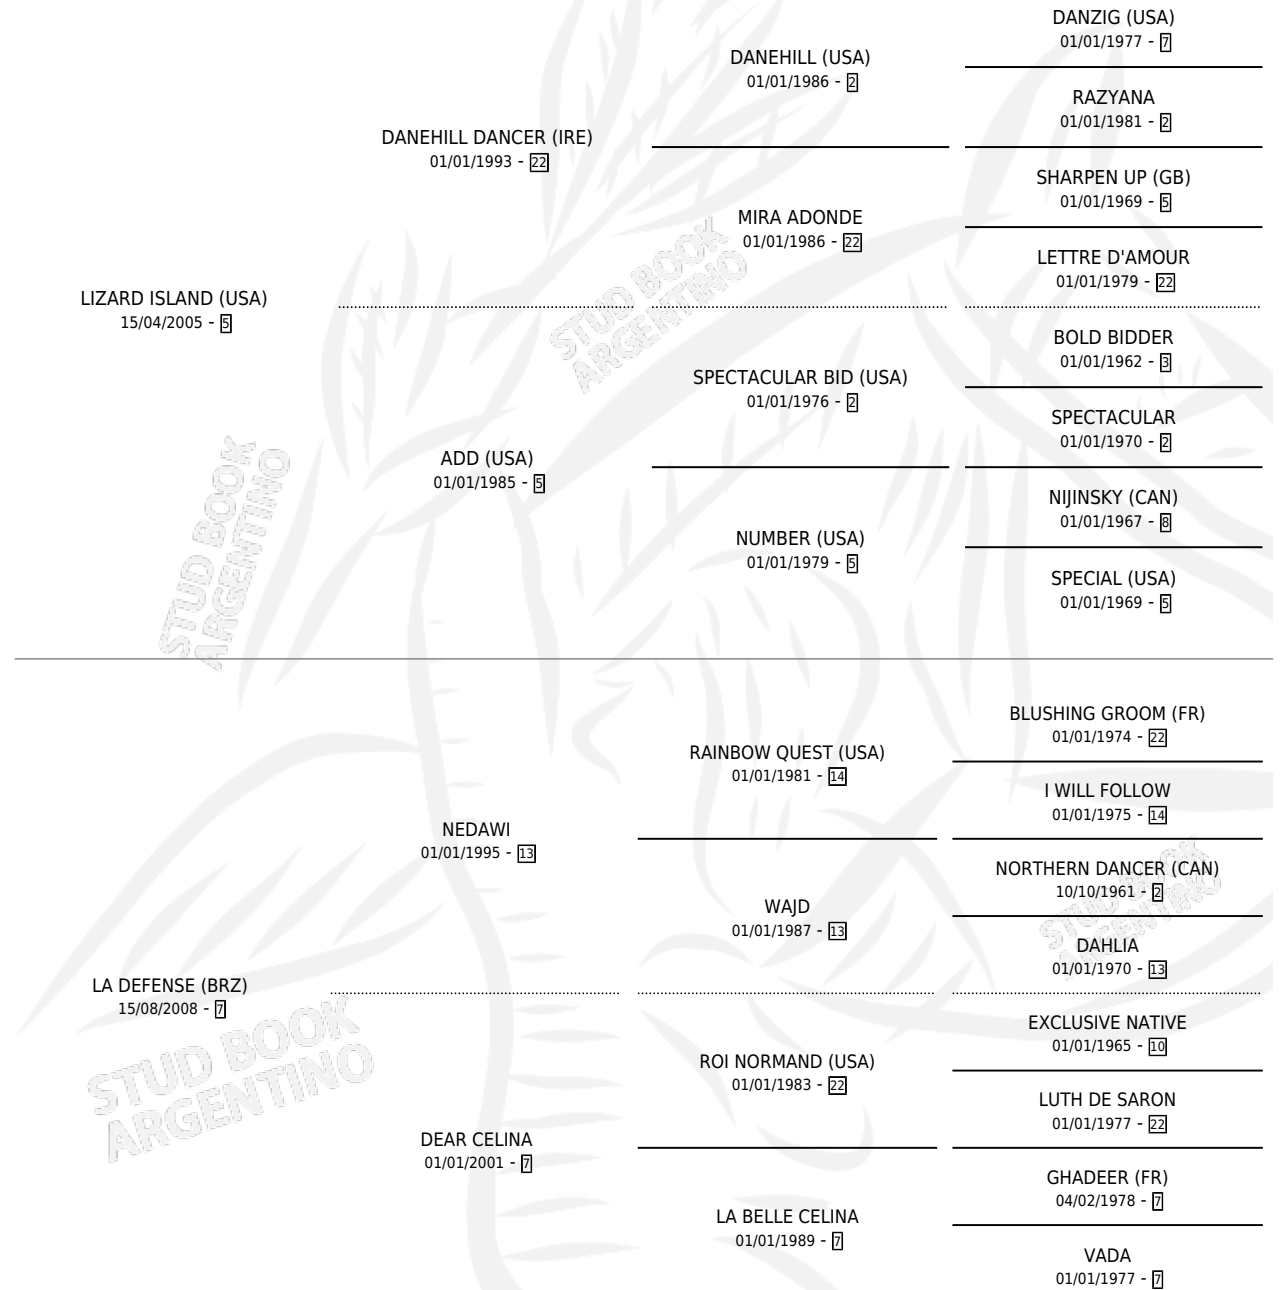 DANZIG (USA)
01/01/1977 - 7
DANEHILL (USA)
01/01/1986 - 2
RAZYANA
01/01/1981 - 2
DANEHILL DANCER (IRE)
01/01/1993 - 22
SHARPEN UP (GB)
01/01/1969 - 5
MIRA ADONDE
01/01/1986 - 22
LETTRE D'AMOUR
01/01/1979 - 22
LIZARD ISLAND (USA)
15/04/2005 - 5
BOLD BIDDER
01/01/1962 - 3
SPECTACULAR BID (USA)
01/01/1976 - 2
SPECTACULAR
01/01/1970 - 2
ADD (USA)
01/01/1985 - 5
NIJINSKY (CAN)
01/01/1967 - 8
NUMBER (USA)
01/01/1979 - 5
SPECIAL (USA)
01/01/1969 - 5
BLUSHING GROOM (FR)
01/01/1974 - 22
RAINBOW QUEST (USA)
01/01/1981 - 14
I WILL FOLLOW
01/01/1975 - 14
NEDAWI
01/01/1995 - 13
NORTHERN DANCER (CAN)
10/10/1961 - 2
WAJD
01/01/1987 - 13
DAHLIA
01/01/1970 - 13
LA DEFENSE (BRZ)
15/08/2008 - 7
EXCLUSIVE NATIVE
01/01/1965 - 10
ROI NORMAND (USA)
01/01/1983 - 22
LUTH DE SARON
01/01/1977 - 22
DEAR CELINA
01/01/2001 - 7
GHADEER (FR)
04/02/1978 - 7
LA BELLE CELINA
01/01/1989 - 7
VADA
01/01/1977 - 7
STUD BOOK
ARGENTINO
STUD BOOK
ARGENTINO
STUD BOOK
ARGENTINO
STUD BOOK
ARGENTINO